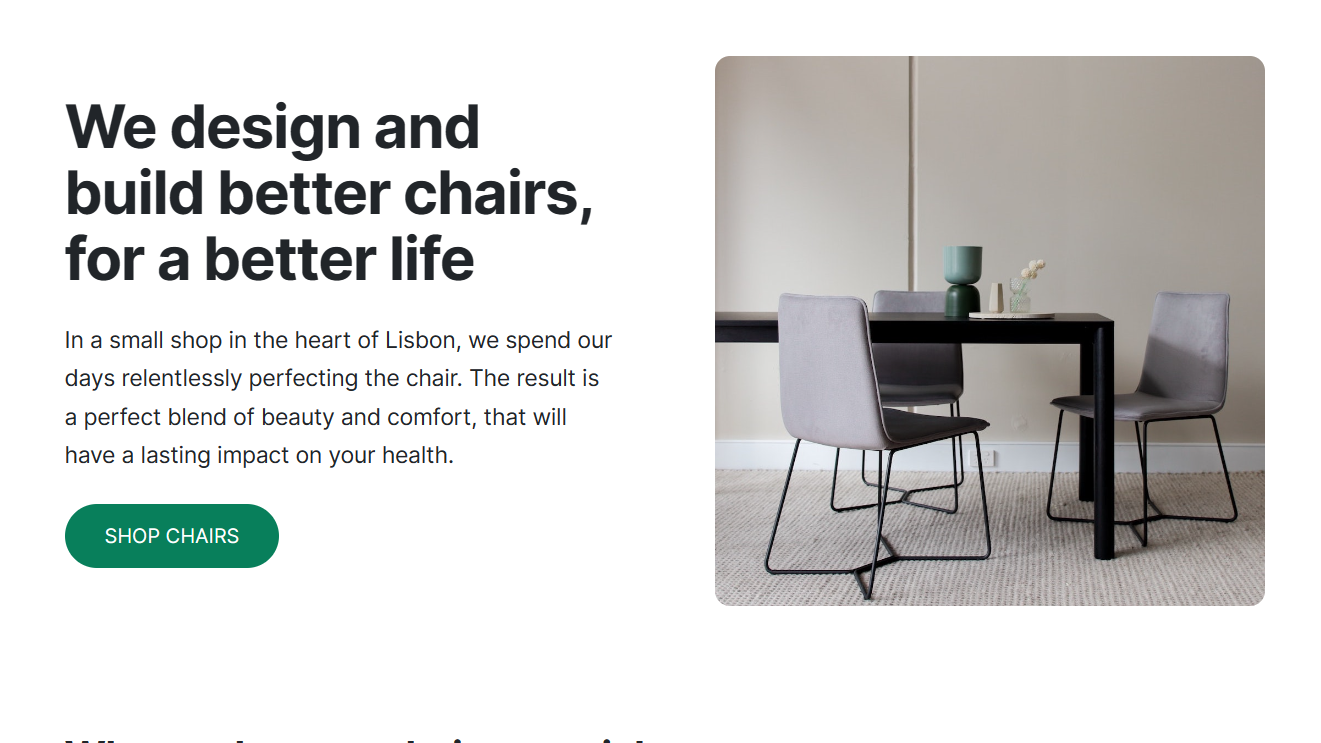 We design and
build better chairs,
for a better life
In a small shop in the heart of Lisbon, we spend our
days relentlessly perfecting the chair. The result is
a perfect blend of beauty and comfort, that will
have a lasting impact on your health.
SHOP CHAIRS